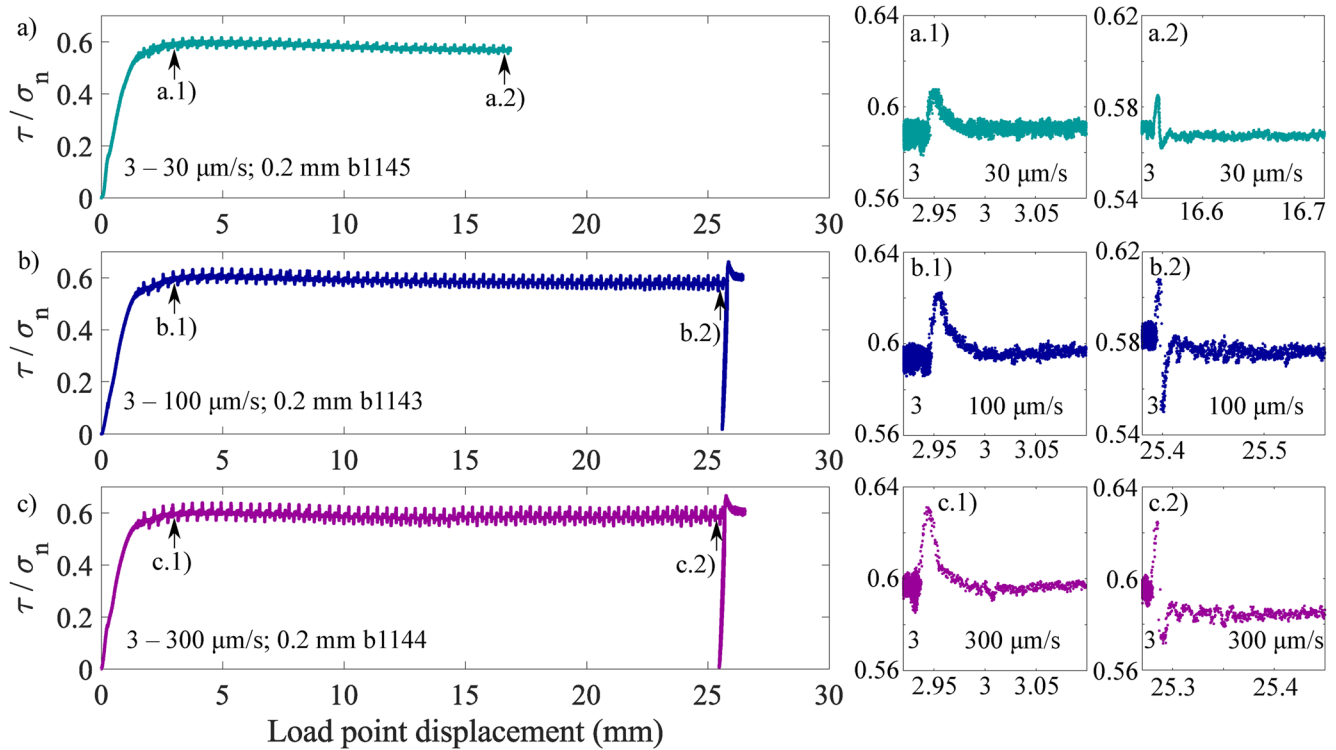 a)
τ / σn
0.6
0.4
0.2
0
a.1)
a.2)
3 – 30 μm/s; 0.2 mm b1145
0 5 10 15 20 25 30
0.64
0.6
0.56
a.1)
3 30 μm/s
2.95 3 3.05
0.62
0.58
0.54
a.2)
3 30 μm/s
16.6 16.7
b)
τ / σn
0.6
0.4
0.2
0
b.1)
b.2)
3 – 100 μm/s; 0.2 mm b1143
0 5 10 15 20 25 30
0.64
0.6
0.56
b.1)
3 100 μm/s
2.95 3 3.05
0.62
0.58
0.54
b.2)
3 100 μm/s
25.4 25.5
c)
τ / σn
0.6
0.4
0.2
0
c.1)
c.2)
3 – 300 μm/s; 0.2 mm b1144
0 5 10 15 20 25 30
Load point displacement (mm)
0.64
0.6
0.56
c.1)
3 300 μm/s
2.95 3 3.05
0.64
0.6
0.56
c.2)
3 300 μm/s
25.3 25.4